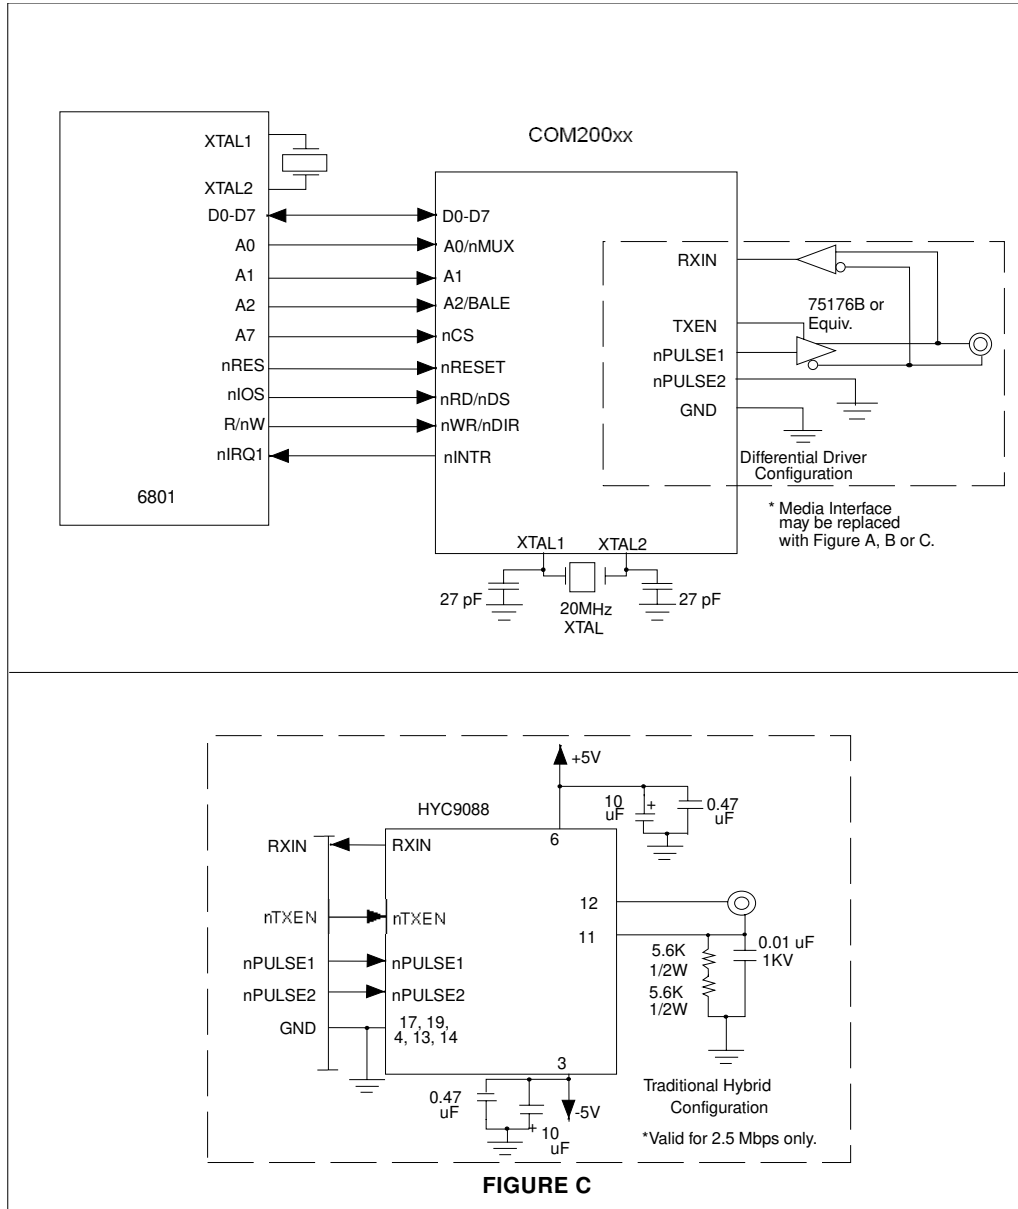 COM200xx
XTAL1
XTAL2
D0-D7
A0
A1
A2
A7
nRES
nIOS
R/nW
nIRQ1
6801
D0-D7
A0/nMUX
A1
A2/BALE
nCS
nRESET
nRD/nDS
nWR/nDIR
nINTR
RXIN
TXEN
nPULSE1
nPULSE2
GND
75176B or
Equiv.
Differential Driver
Configuration
* Media Interface
may be replaced
with Figure A, B or C.
XTAL1
XTAL2
27 pF
20MHz
XTAL
27 pF
+5V
10
uF
+
0.47
uF
HYC9088
6
RXIN
nTXEN
nPULSE1
nPULSE2
GND
RXIN
nTXEN
nPULSE1
nPULSE2
17, 19,
4, 13, 14
12
11
5.6K
1/2W
5.6K
1/2W
0.01 uF
1KV
3
0.47
uF
+
10
uF
-5V
Traditional Hybrid
Configuration
*Valid for 2.5 Mbps only.
FIGURE C